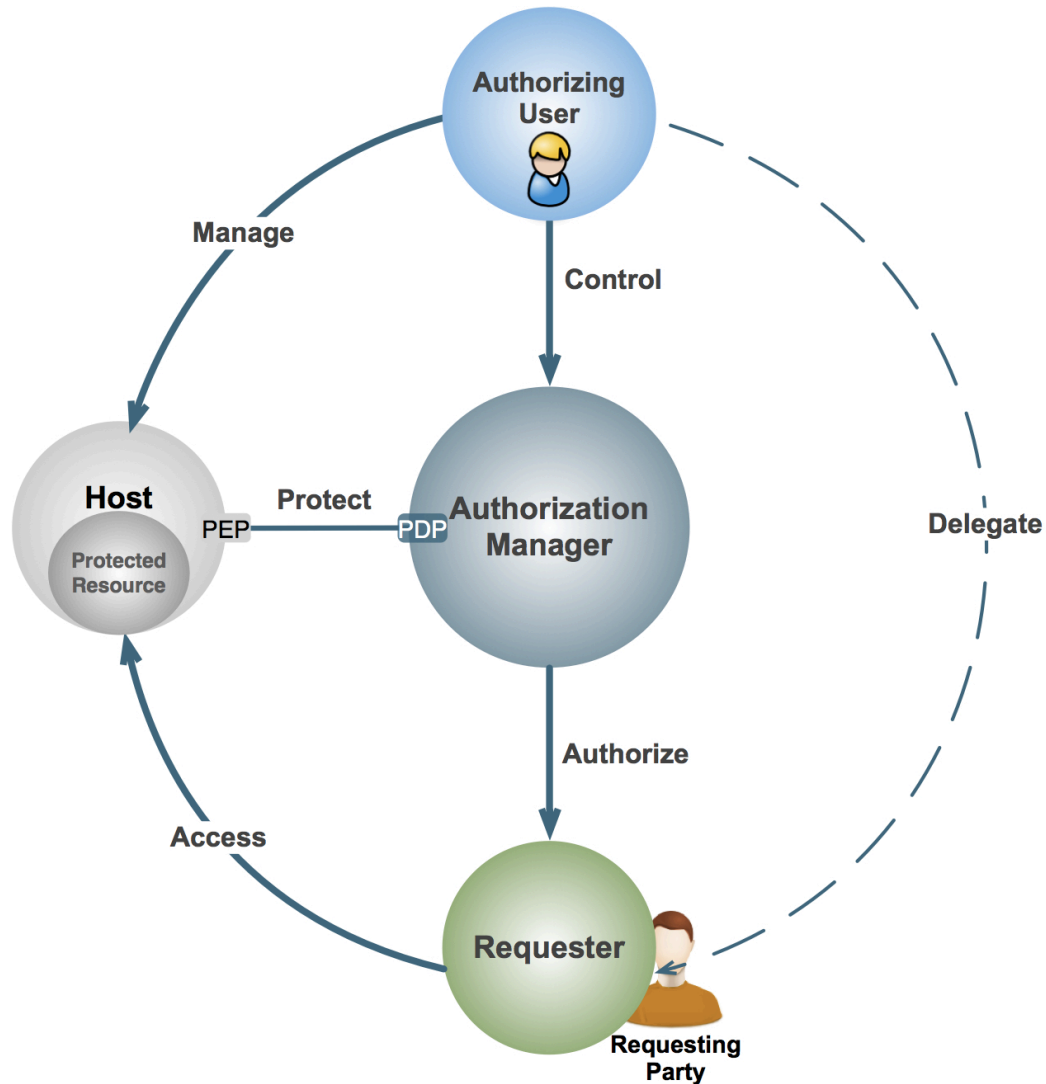 Authorizing
User
Manage
Control
Host
Protected
Resource
PEP
Protect
PDP
Authorization
Manager
Delegate
Authorize
Access
Requester
Requesting
Party